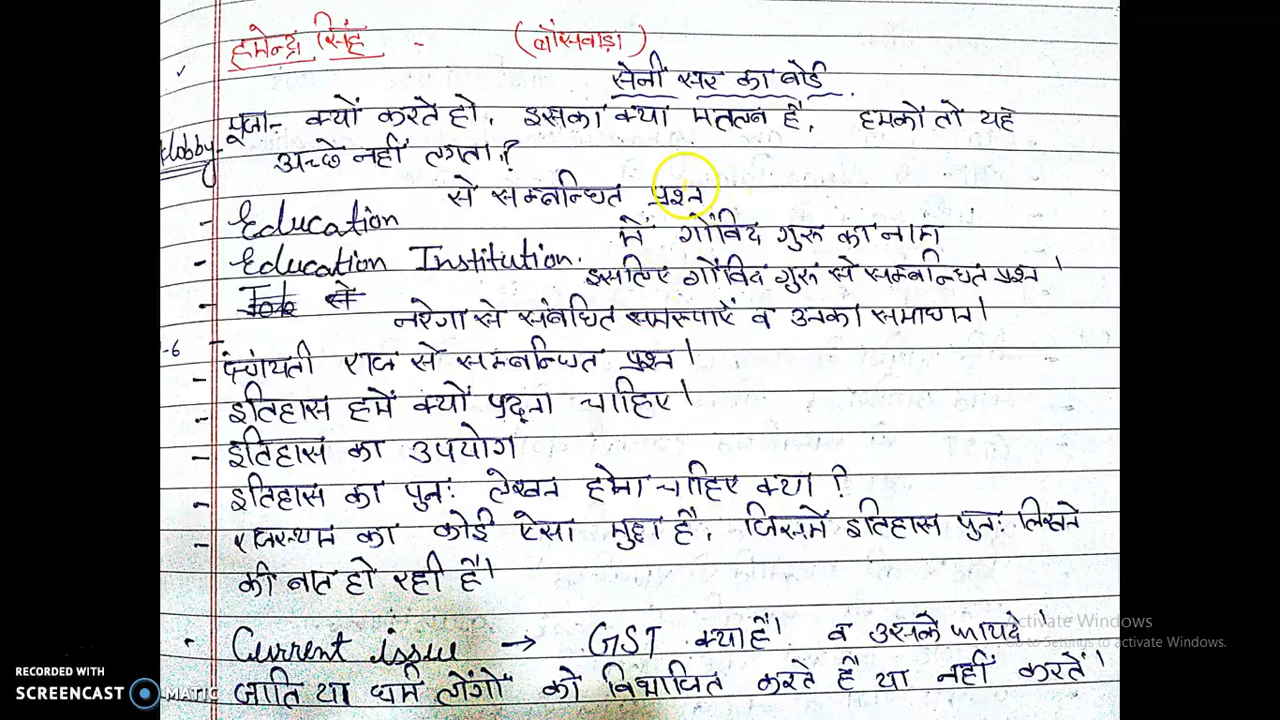 हमेन्द्र सिंह - (बाँसवाड़ा)
सेनी सर का बोर्ड
पूजा- क्यों करते हो, इसका क्या मतलब है, हमको तो यह
Hobby
अच्छे नहीं लगता ?
से सम्बन्धित प्रश्न
- Education
में गोविंद गुरू का नाम
- Education Institution.
इसलिए गोविंद गुरू से सम्बन्धित प्रश्न ।
- Job से
नरेगा से संबंधित समस्याएँ व उनका समाधान।
-6
- पंचायती राज से सम्बन्धित प्रश्न ।
- इतिहास हमें क्यों पढ़ना चाहिए।
- इतिहास का उपयोग
- इतिहास का पुनः लेखन होना चाहिए क्या ?
- राजस्थान का कोई ऐसा मुद्दा है, जिसमें इतिहास पुनः लिखने
की बात हो रही है।
- Current issue → GST क्या है। व उसके फायदे
जाति या धर्म लोगों को विभाजित करते है या नहीं करते।
Activate Windows
Go to Settings to activate Windows.
RECORDED WITH
SCREENCAST MATIC